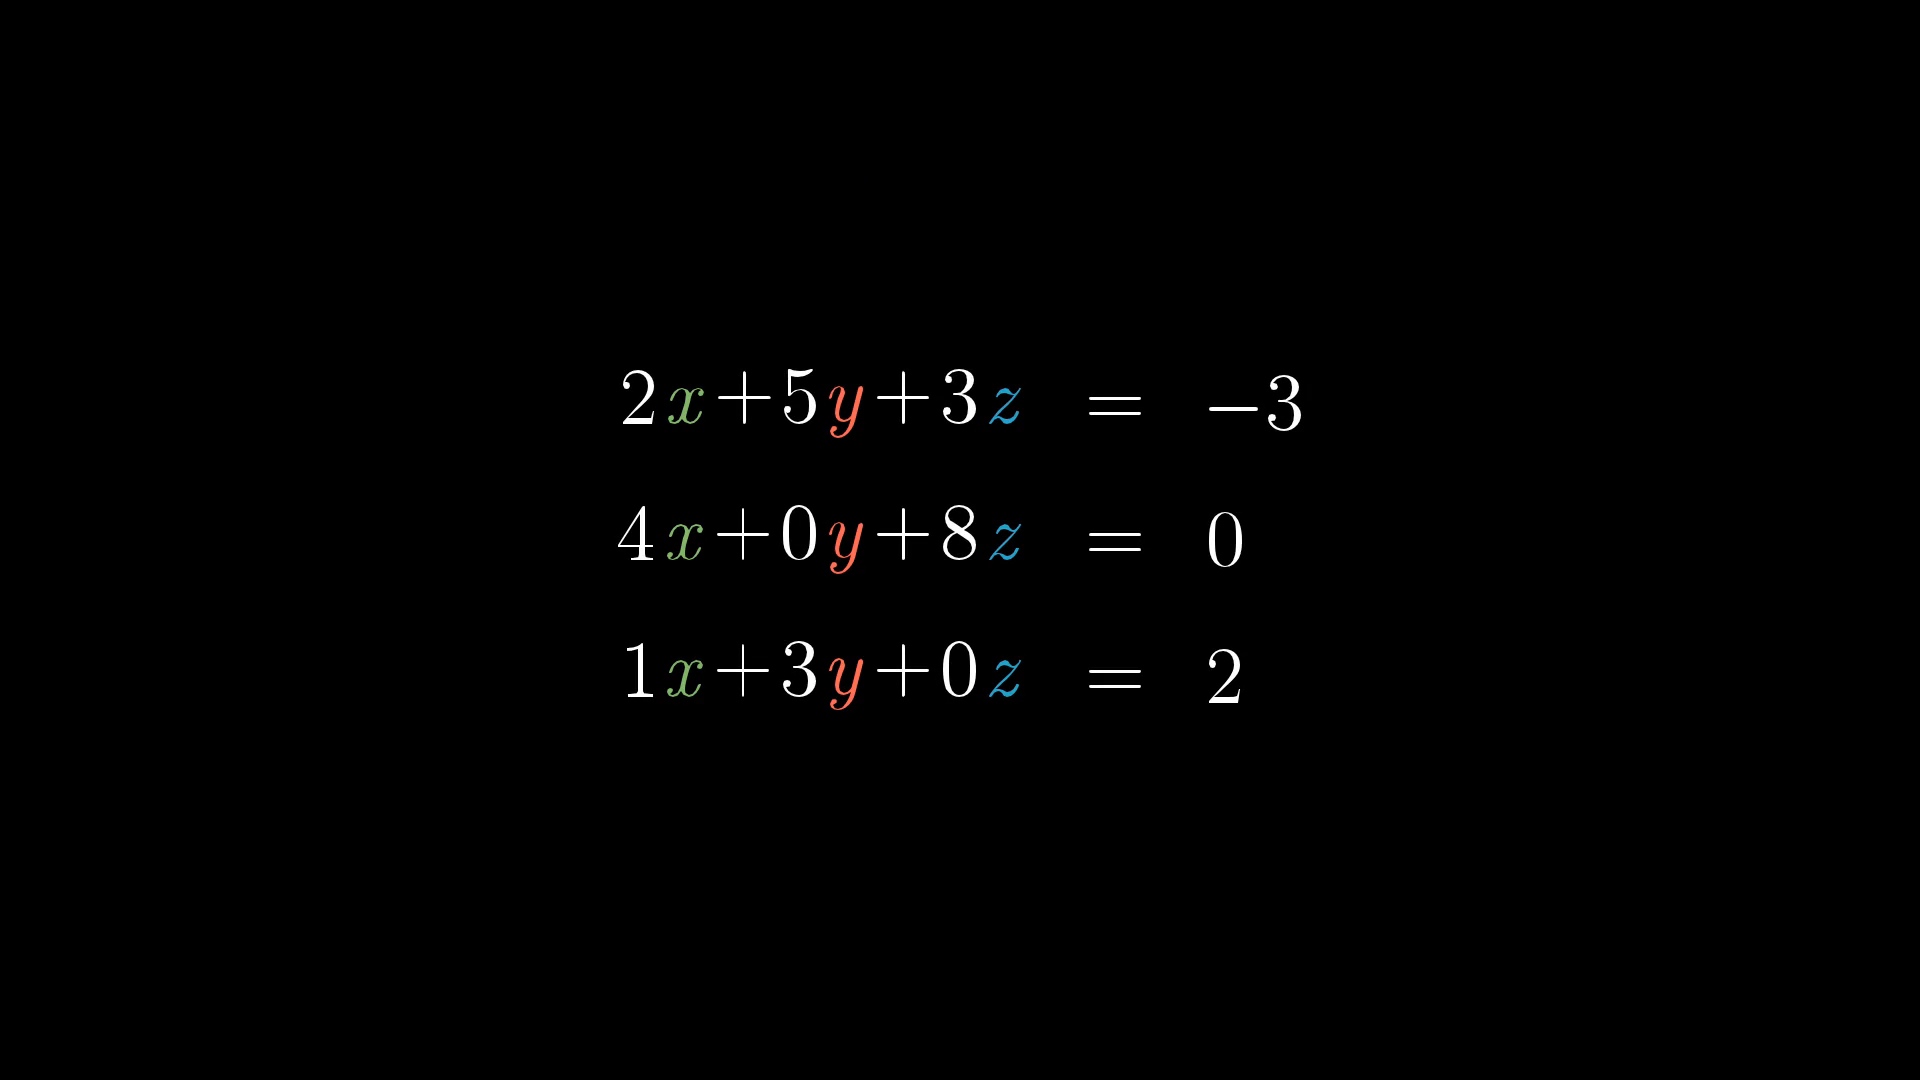 2x+5y+3z = −3
4x+0y+8z = 0
1x+3y+0z = 2